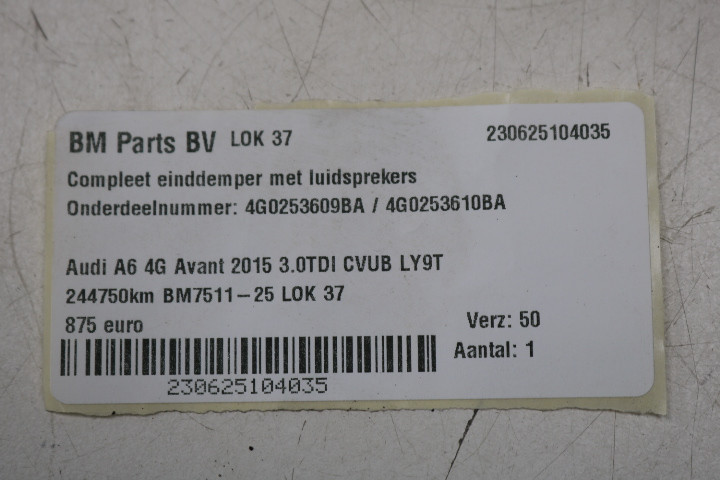 BM Parts BV LOK 37 230625104035
Compleet einddemper met luidsprekers
Onderdeelnummer: 4G0253609BA / 4G0253610BA
Audi A6 4G Avant 2015 3.0TDI CVUB LY9T
244750km BM7511-25 LOK 37
875 euro Verz: 50
Aantal: 1
230625104035